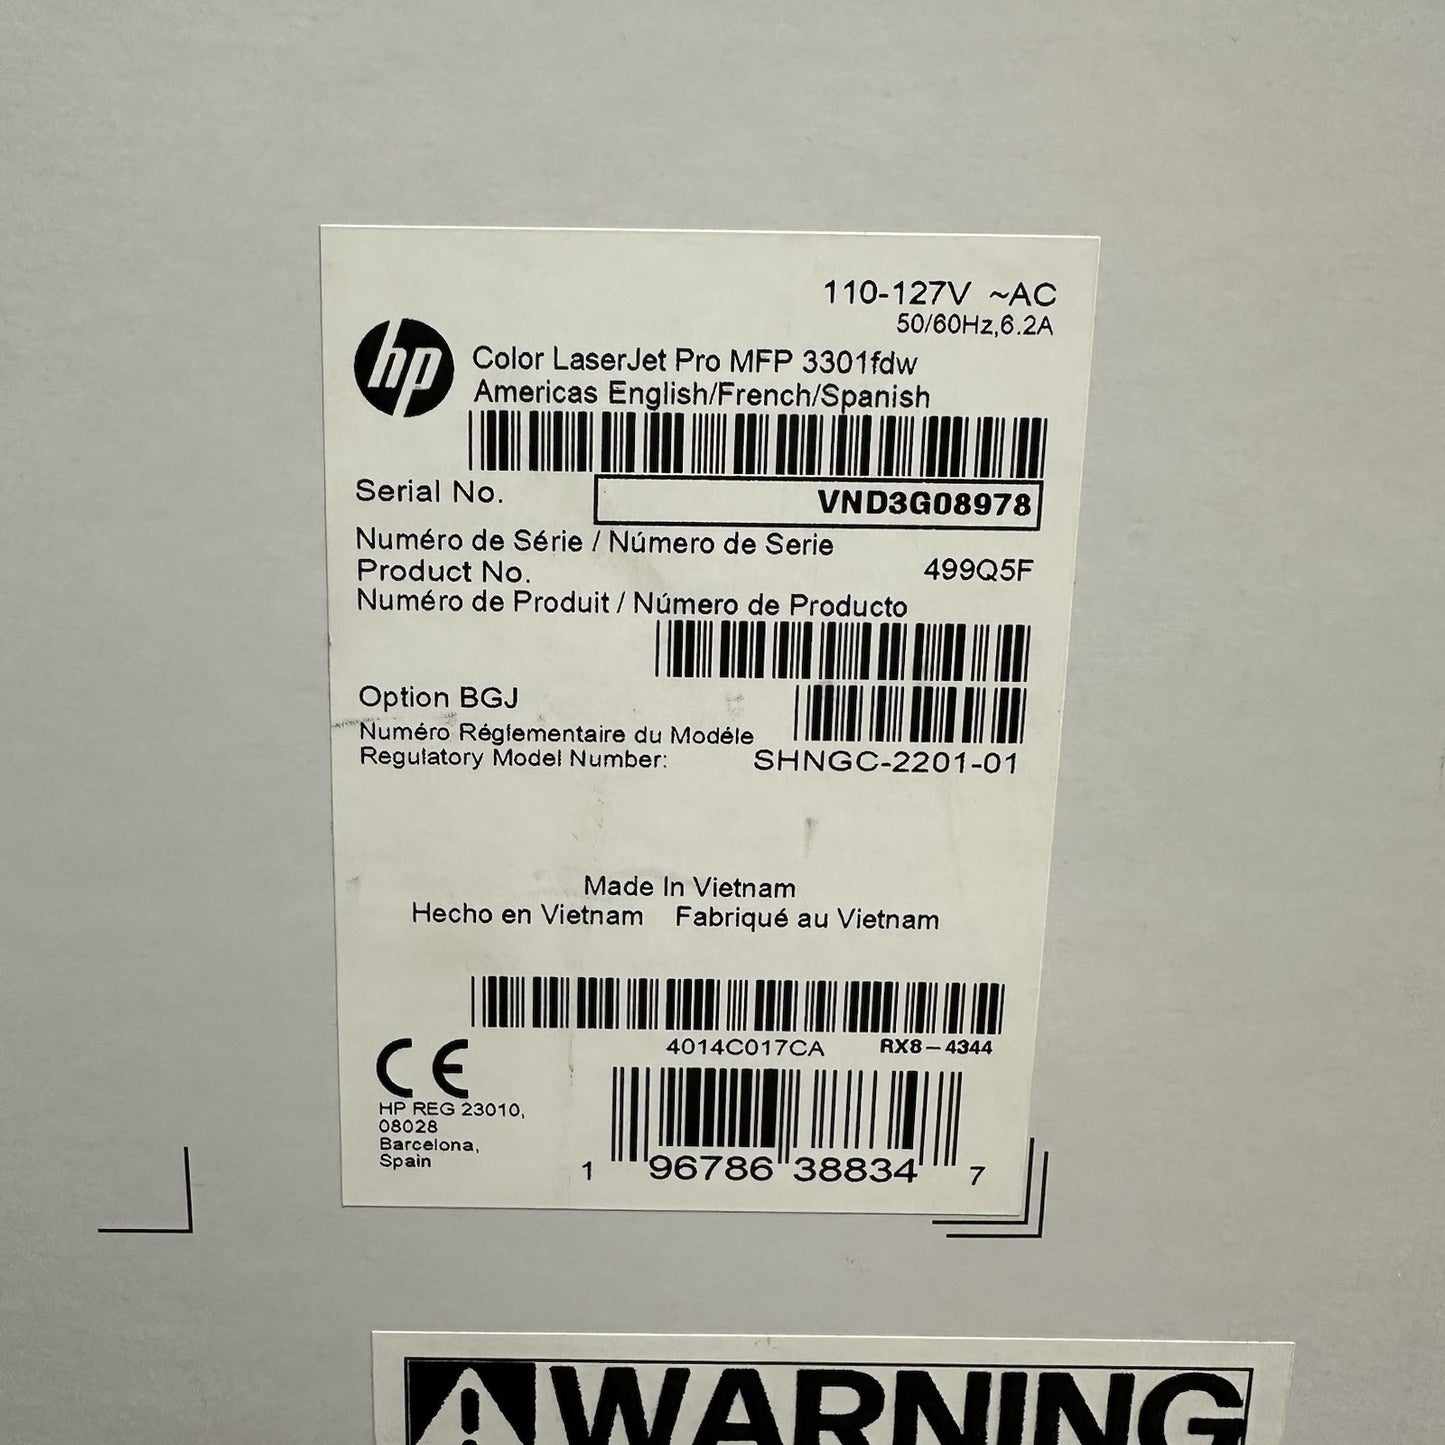 110-127V ~AC
50/60Hz,6.2A
hp
Color LaserJet Pro MFP 3301fdw
Americas English/French/Spanish
Serial No. VND3G08978
Numéro de Série / Número de Serie
Product No. 499Q5F
Numéro de Produit / Número de Producto
Option BGJ
Numéro Réglementaire du Modéle
Regulatory Model Number: SHNGC-2201-01
Made In Vietnam
Hecho en Vietnam Fabriqué au Vietnam
4014C017CA RX8-4344
CE
HP REG 23010,
08028
Barcelona,
Spain
1 96786 38834 7
WARNING